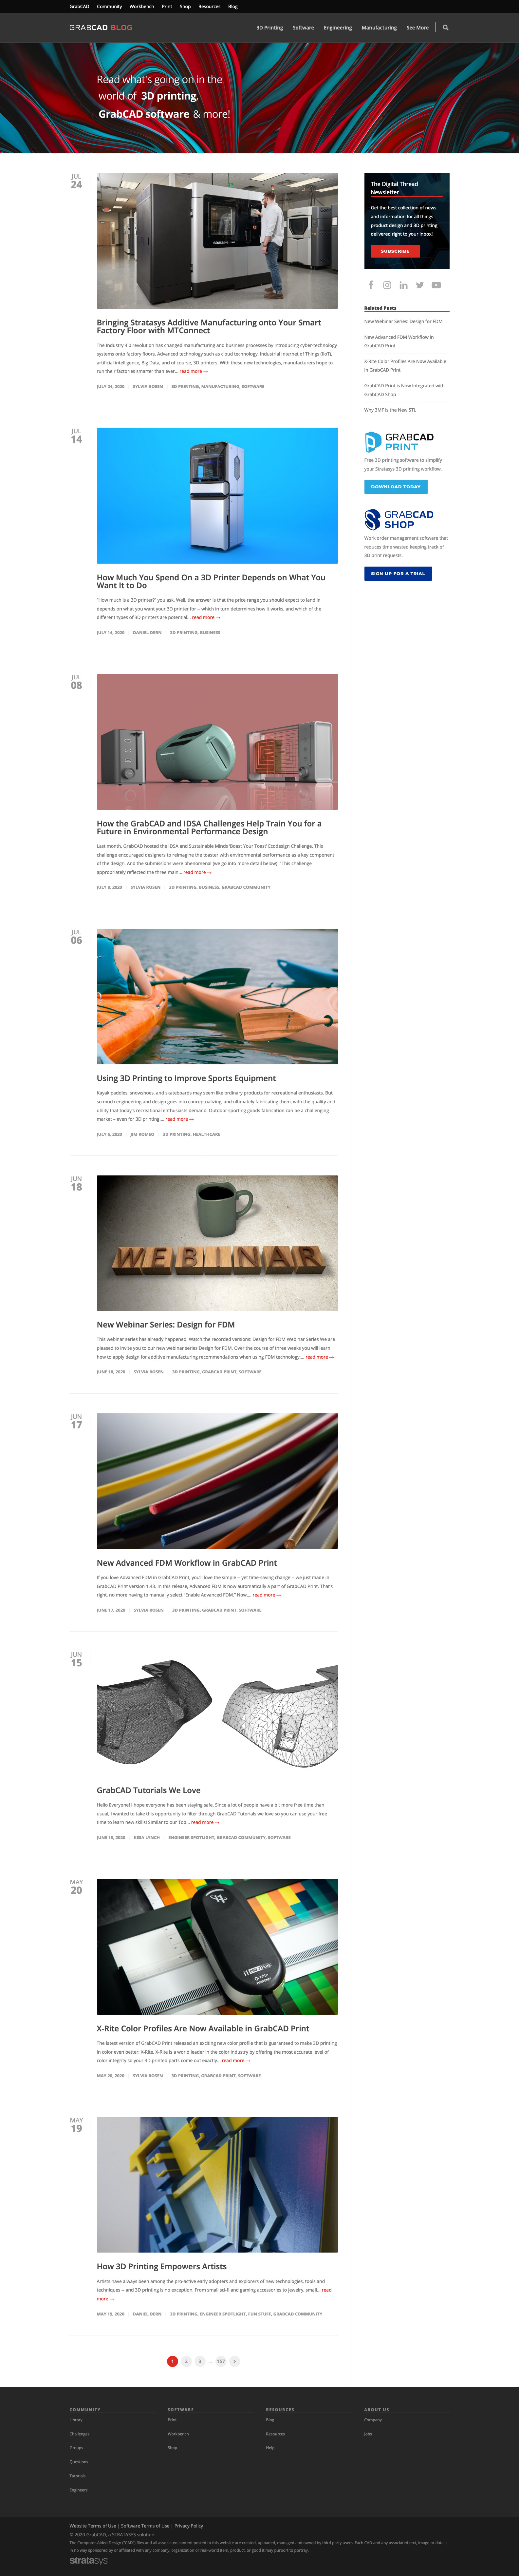 GrabCAD Community Workbench Print Shop Resources Blog
GRABCAD BLOG 3D Printing Software Engineering Manufacturing See More
Read what's going on in the
world of 3D printing,
GrabCAD software & more!
JUL
24
Bringing Stratasys Additive Manufacturing onto Your Smart
Factory Floor with MTConnect
The Industry 4.0 revolution has changed manufacturing and business processes by introducing cyber-technology
systems onto factory floors. Advanced technology such as cloud technology, Industrial Internet of Things (IIoT),
artificial intelligence, Big Data, and of course, 3D printers. With these new technologies, manufacturers hope to
run their factories smarter than ever... read more →
JULY 24, 2020 SYLVIA ROSEN 3D PRINTING, MANUFACTURING, SOFTWARE
JUL
14
How Much You Spend On a 3D Printer Depends on What You
Want It to Do
"How much is a 3D printer?" you ask. Well, the answer is that the price range you should expect to land in
depends on what you want your 3D printer for – which in turn determines how it works, and which of the
different types of 3D printers are potential... read more →
JULY 14, 2020 DANIEL DERN 3D PRINTING, BUSINESS
JUL
08
How the GrabCAD and IDSA Challenges Help Train You for a
Future in Environmental Performance Design
Last month, GrabCAD hosted the IDSA and Sustainable Minds 'Beast Your Toast' Ecodesign Challenge. This
challenge encouraged designers to reimagine the toaster with environmental performance as a key component
of the design. And the submissions were phenomenal (we go into more detail below). "This challenge
appropriately reflected the three main... read more →
JULY 8, 2020 SYLVIA ROSEN 3D PRINTING, BUSINESS, GRABCAD COMMUNITY
JUL
06
Using 3D Printing to Improve Sports Equipment
Kayak paddles, snowshoes, and skateboards may seem like ordinary products for recreational enthusiasts. But
so much engineering and design goes into conceptualizing, and ultimately fabricating them, with the quality and
utility that today's recreational enthusiasts demand. Outdoor sporting goods fabrication can be a challenging
market – even for 3D printing.... read more →
JULY 6, 2020 JIM ROMEO 3D PRINTING, HEALTHCARE
JUN
18
WEBINAR
New Webinar Series: Design for FDM
This webinar series has already happened. Watch the recorded versions: Design for FDM Webinar Series We are
pleased to invite you to our new webinar series Design for FDM. Over the course of three weeks you will learn
how to apply design for additive manufacturing recommendations when using FDM technology,... read more →
JUNE 18, 2020 SYLVIA ROSEN 3D PRINTING, GRABCAD PRINT, SOFTWARE
JUN
17
New Advanced FDM Workflow in GrabCAD Print
If you love Advanced FDM in GrabCAD Print, you'll love the simple – yet time-saving change – we just made in
GrabCAD Print version 1.43. In this release, Advanced FDM is now automatically a part of GrabCAD Print. That's
right, no more having to manually select "Enable Advanced FDM." Now,... read more →
JUNE 17, 2020 SYLVIA ROSEN 3D PRINTING, GRABCAD PRINT, SOFTWARE
JUN
15
GrabCAD Tutorials We Love
Hello Everyone! I hope everyone has been staying safe. Since a lot of people have a bit more free time than
usual, I wanted to take this opportunity to filter through GrabCAD Tutorials we love so you can use your free
time to learn new skills! Similar to our Top... read more →
JUNE 15, 2020 KESA LYNCH ENGINEER SPOTLIGHT, GRABCAD COMMUNITY, SOFTWARE
MAY
20
X-Rite Color Profiles Are Now Available in GrabCAD Print
The latest version of GrabCAD Print released an exciting new color profile that is guaranteed to make 3D printing
in color even better: X-Rite. X-Rite is a world leader in the color industry by offering the most accurate level of
color integrity so your 3D printed parts come out exactly... read more →
MAY 20, 2020 SYLVIA ROSEN 3D PRINTING, GRABCAD PRINT, SOFTWARE
MAY
19
How 3D Printing Empowers Artists
Artists have always been among the pro-active early adopters and explorers of new technologies, tools and
techniques – and 3D printing is no exception. From small sci-fi and gaming accessories to jewelry, small... read
more →
MAY 19, 2020 DANIEL DERN 3D PRINTING, ENGINEER SPOTLIGHT, FUN STUFF, GRABCAD COMMUNITY
1 2 3 … 157 >
The Digital Thread
Newsletter
Get the best collection of news
and information for all things
product design and 3D printing
delivered right to your inbox!
SUBSCRIBE
Related Posts
New Webinar Series: Design for FDM
New Advanced FDM Workflow in
GrabCAD Print
X-Rite Color Profiles Are Now Available
in GrabCAD Print
GrabCAD Print is Now Integrated with
GrabCAD Shop
Why 3MF is the New STL
GRABCAD
PRINT
Free 3D printing software to simplify
your Stratasys 3D printing workflow.
DOWNLOAD TODAY
GRABCAD
SHOP
Work order management software that
reduces time wasted keeping track of
3D print requests.
SIGN UP FOR A TRIAL
COMMUNITY
Library
Challenges
Groups
Questions
Tutorials
Engineers
SOFTWARE
Print
Workbench
Shop
RESOURCES
Blog
Resources
Help
ABOUT US
Company
Jobs
Website Terms of Use | Software Terms of Use | Privacy Policy
© 2020 GrabCAD, a STRATASYS solution
The Computer-Aided Design ("CAD") files and all associated content posted to this website are created, uploaded, managed and owned by third party users. Each CAD and any associated text, image or data is
in no way sponsored by or affiliated with any company, organization or real-world item, product, or good it may purport to portray.
stratasys